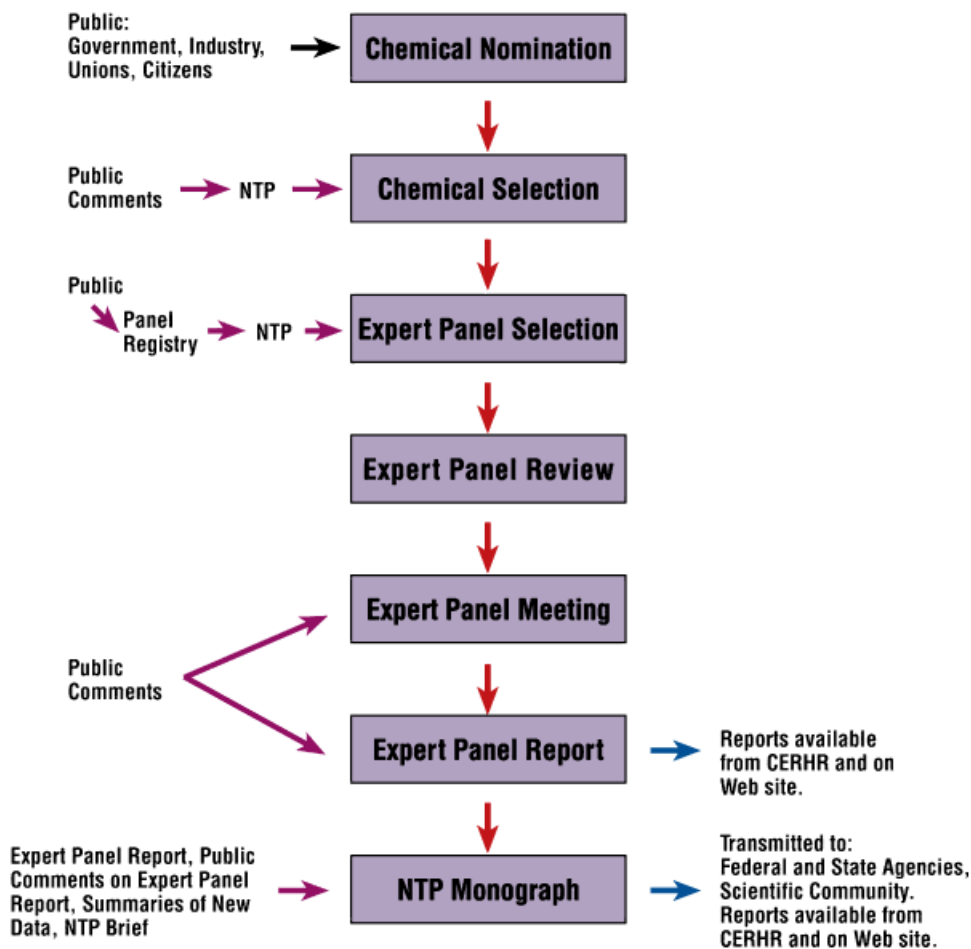 Public:
Government, Industry,
Unions, Citizens
Chemical Nomination
Public
Comments
NTP
Chemical Selection
Public
Panel
Registry
NTP
Expert Panel Selection
Expert Panel Review
Expert Panel Meeting
Public
Comments
Expert Panel Report
Reports available
from CERHR and on
Web site.
Expert Panel Report, Public
Comments on Expert Panel
Report, Summaries of New
Data, NTP Brief
NTP Monograph
Transmitted to:
Federal and State Agencies,
Scientific Community.
Reports available from
CERHR and on Web site.